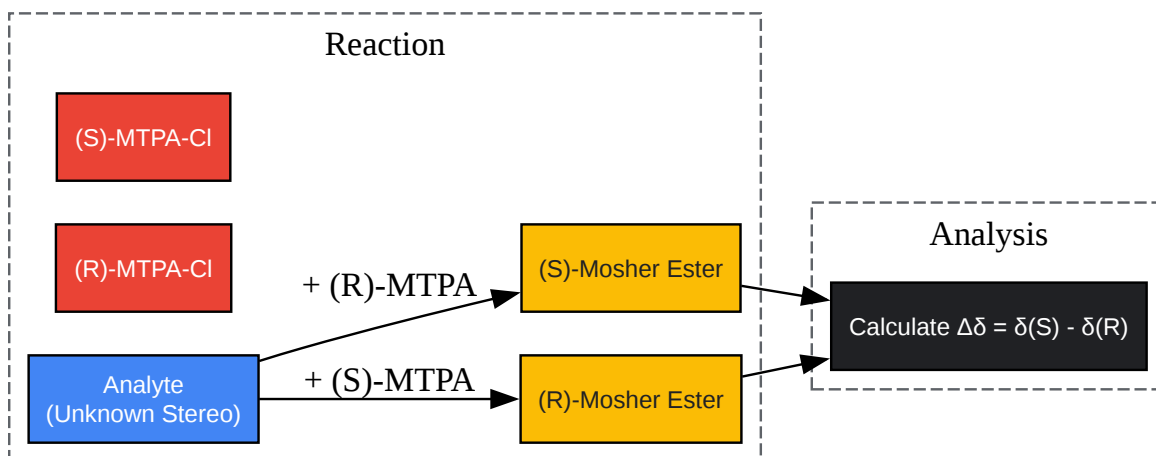 Reaction
(S)-MTPA-Cl
(R)-MTPA-Cl
Analyte
(Unknown Stereo)
+ (R)-MTPA
+ (S)-MTPA
(S)-Mosher Ester
(R)-Mosher Ester
Analysis
Calculate Δδ = δ(S) - δ(R)